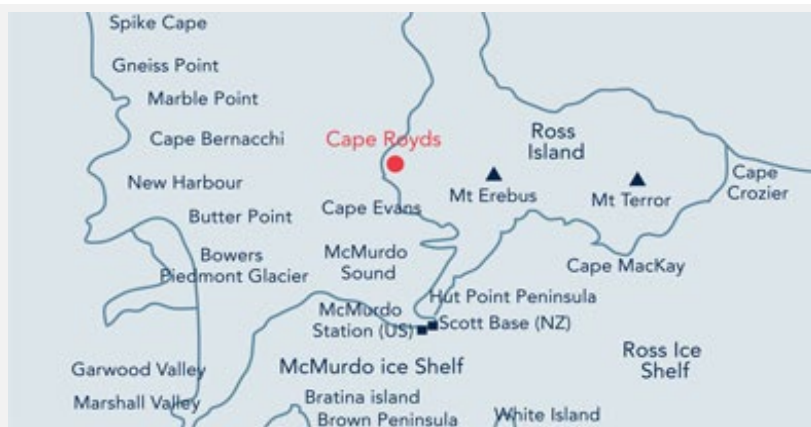 Spike Cape
Gneiss Point
Marble Point
Cape Bernacchi
Cape Royds
Ross
Island
New Harbour
Mt Erebus
Mt Terror
Cape
Crozier
Butter Point
Cape Evans
Bowers
Piedmont Glacier
McMurdo
Sound
Cape MacKay
Hut Point Peninsula
McMurdo
Station (US)
Scott Base (NZ)
Ross Ice
Shelf
Garwood Valley
McMurdo ice Shelf
Marshall Valley
Bratina island
Brown Peninsula
White Island